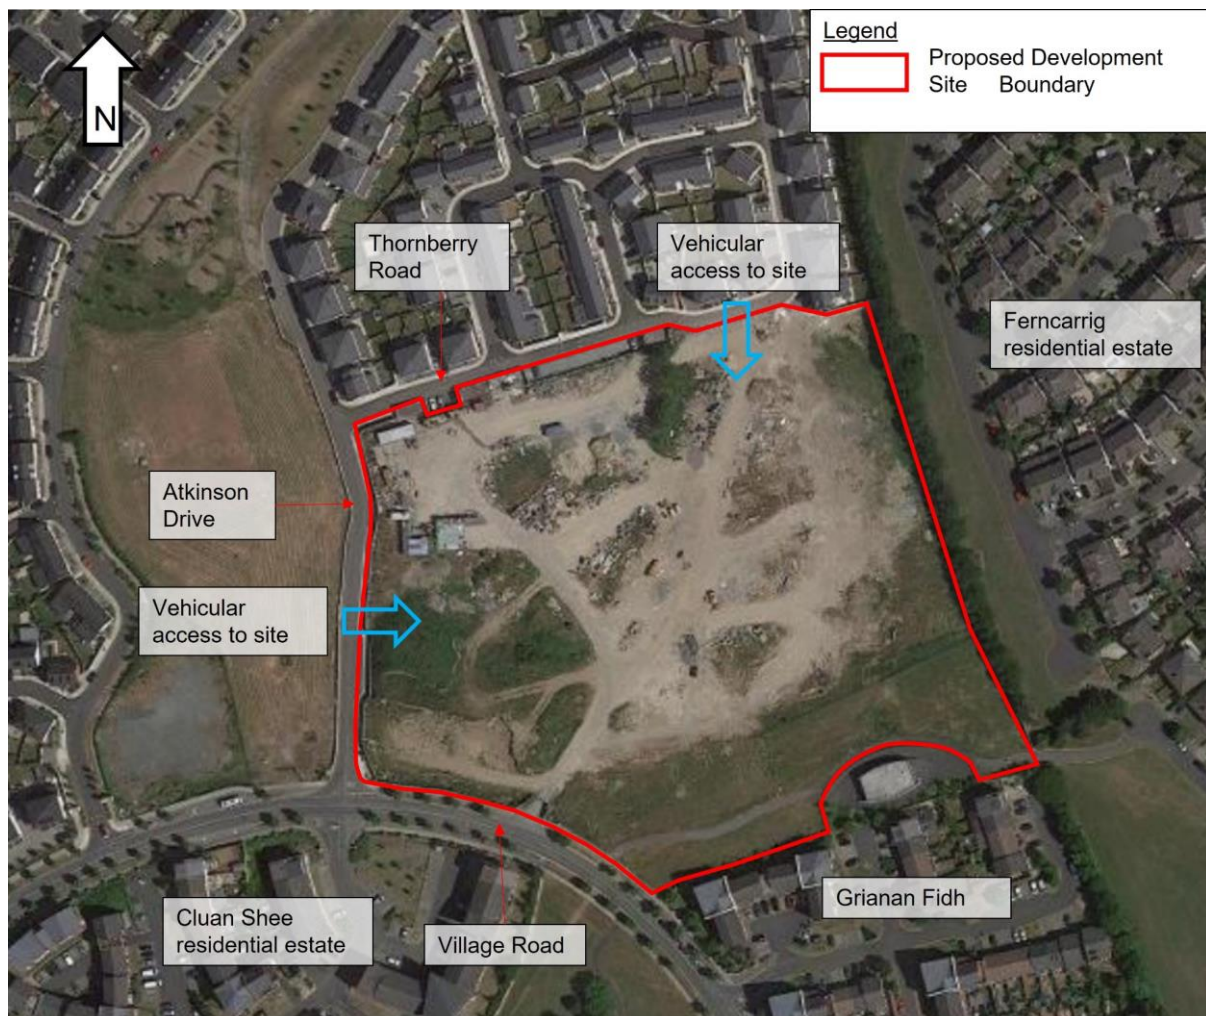 N
Legend
Proposed Development
Site Boundary
Thornberry
Road
Vehicular
access to site
Ferncarrig
residential estate
Atkinson
Drive
Vehicular
access to site
Grianan Fidh
Cluan Shee
residential estate
Village Road